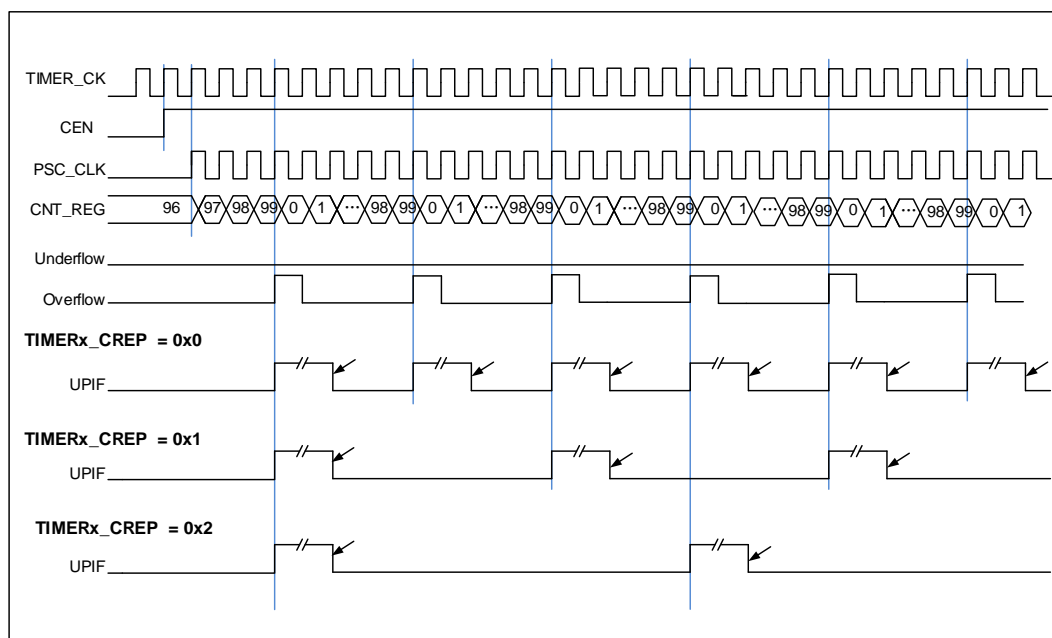 TIMER_CK
CEN
PSC_CLK
CNT_REG 96 97 98 99 0 1 ... 98 99 0 1 ... 98 99 0 1 ... 98 99 0 1 ... 98 99 0 1 ... 98 99 0 1
Underflow
Overflow
TIMERx_CREP = 0x0
UPIF
TIMERx_CREP = 0x1
UPIF
TIMERx_CREP = 0x2
UPIF